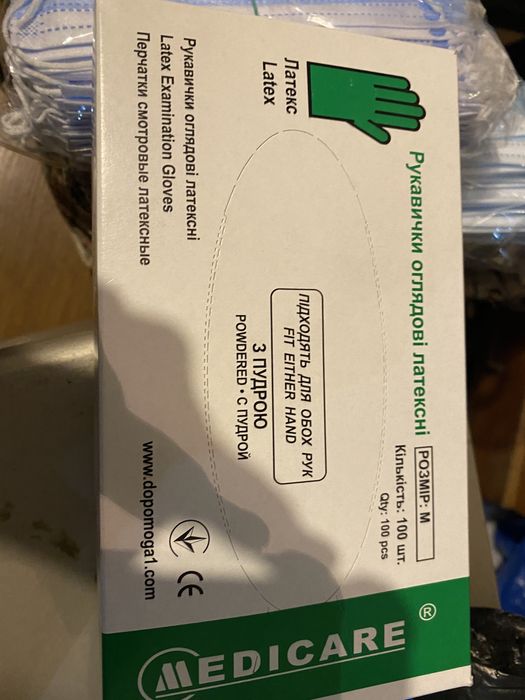 Рукавички оглядові латексні
РОЗМІР: M
Кількість: 100 шт.
Qty: 100 pcs
Латекс
Latex
ПІДХОДЯТЬ ДЛЯ ОБОХ РУК
FIT EITHER HAND
З ПУДРОЮ
POWDERED • С ПУДРОЙ
Рукавички оглядові латексні
Latex Examination Gloves
Перчатки смотровые латексные
www.dopomoga1.com
CE
MEDICARE ®